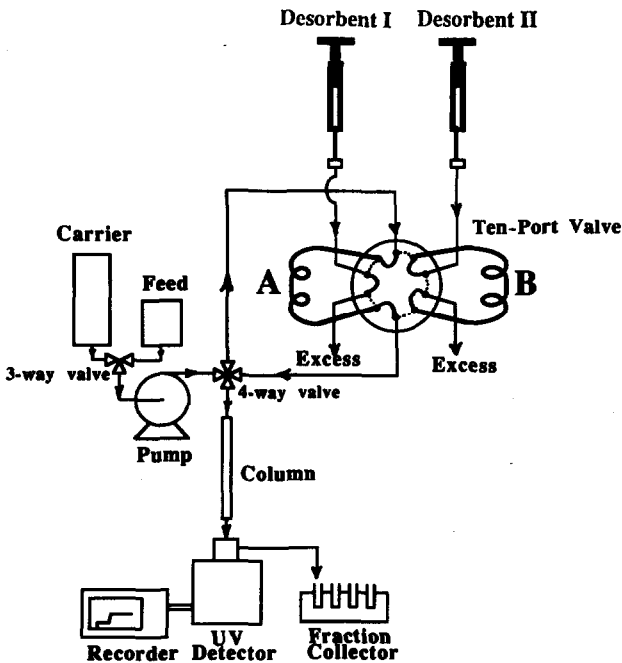 Desorbent I
Desorbent II
Ten-Port Valve
Carrier
Feed
A
B
Excess
Excess
3-way valve
4-way valve
Pump
Column
Recorder
UV
Detector
Fraction
Collector